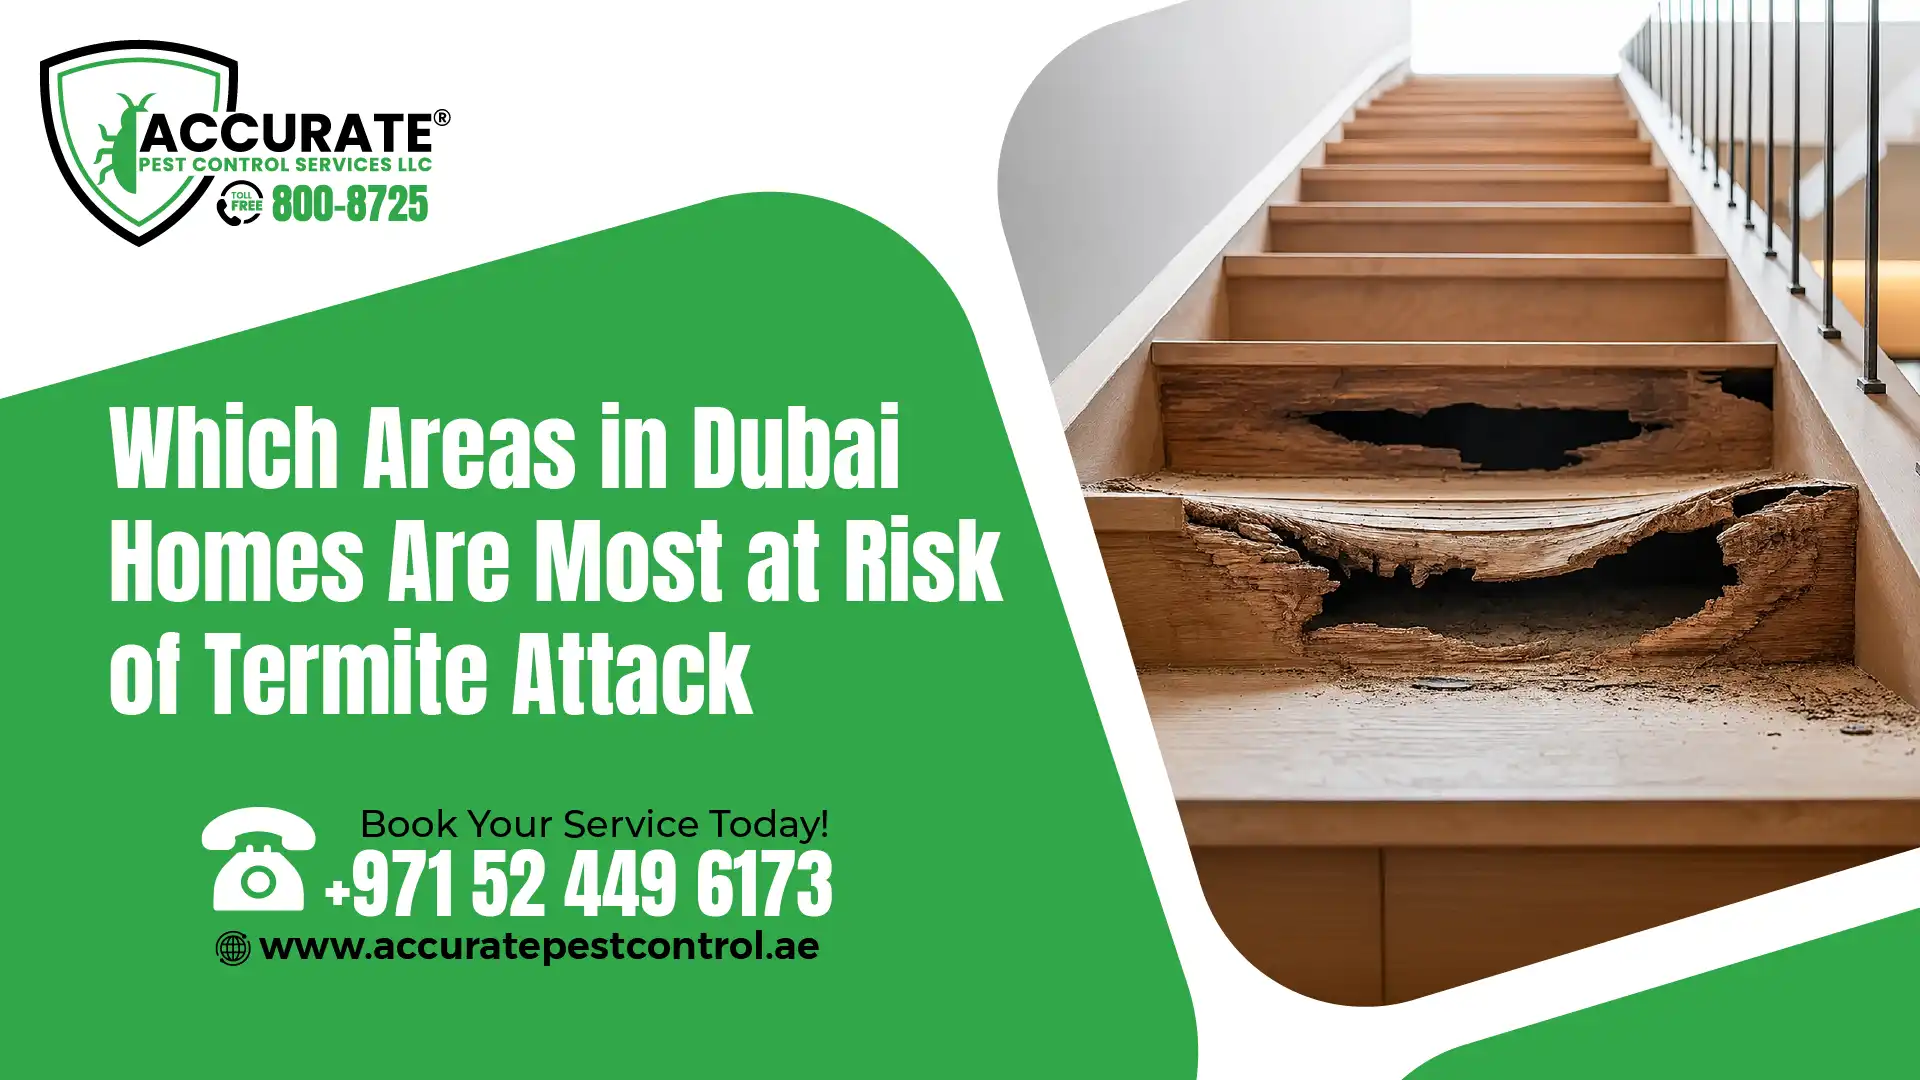 ACCURATE®
PEST CONTROL SERVICES LLC
TOLL FREE 800-8725
Which Areas in Dubai
Homes Are Most at Risk
of Termite Attack
Book Your Service Today!
+971 52 449 6173
www.accuratepestcontrol.ae